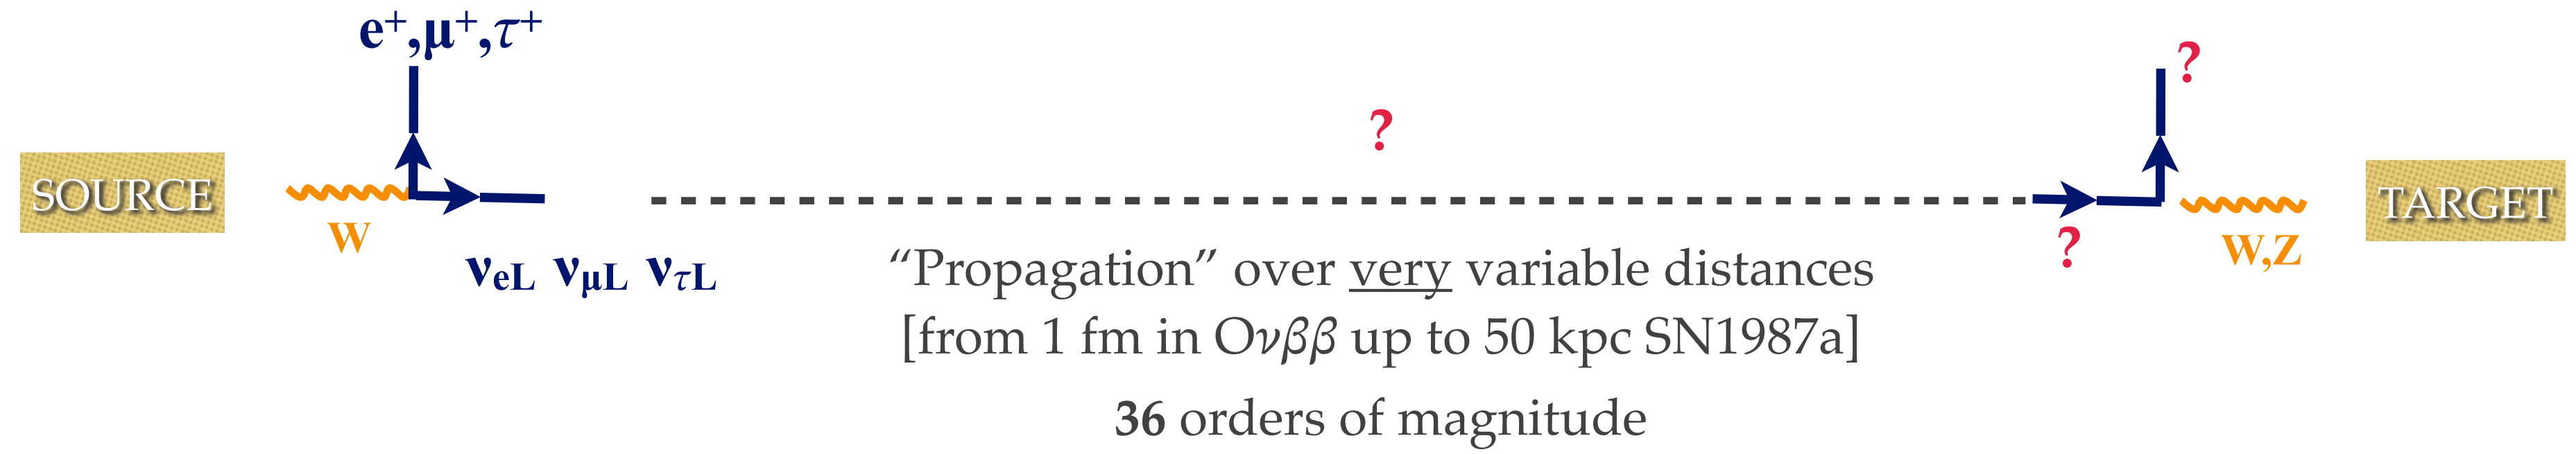 e⁺,μ⁺,τ⁺
?
?
SOURCE
TARGET
W
?
W,Z
νeL νμL ντL
“Propagation” over very variable distances
[from 1 fm in Oνββ up to 50 kpc SN1987a]
36 orders of magnitude